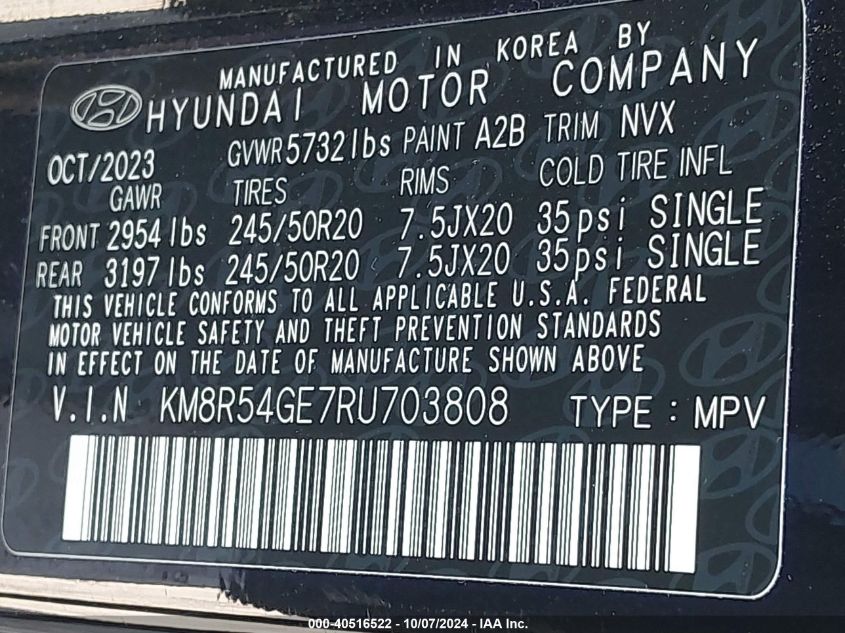 MANUFACTURED IN KOREA BY
HYUNDAI MOTOR COMPANY
OCT/2023 GVWR 5732 lbs PAINT A2B TRIM NVX
GAWR TIRES RIMS COLD TIRE INFL
FRONT 2954 lbs 245/50R20 7.5JX20 35psi SINGLE
REAR 3197 lbs 245/50R20 7.5JX20 35psi SINGLE
THIS VEHICLE CONFORMS TO ALL APPLICABLE U.S.A. FEDERAL
MOTOR VEHICLE SAFETY AND THEFT PREVENTION STANDARDS
IN EFFECT ON THE DATE OF MANUFACTURE SHOWN ABOVE
V.I.N KM8R54GE7RU703808 TYPE : MPV
000-40516522 - 10/07/2024 - IAA Inc.